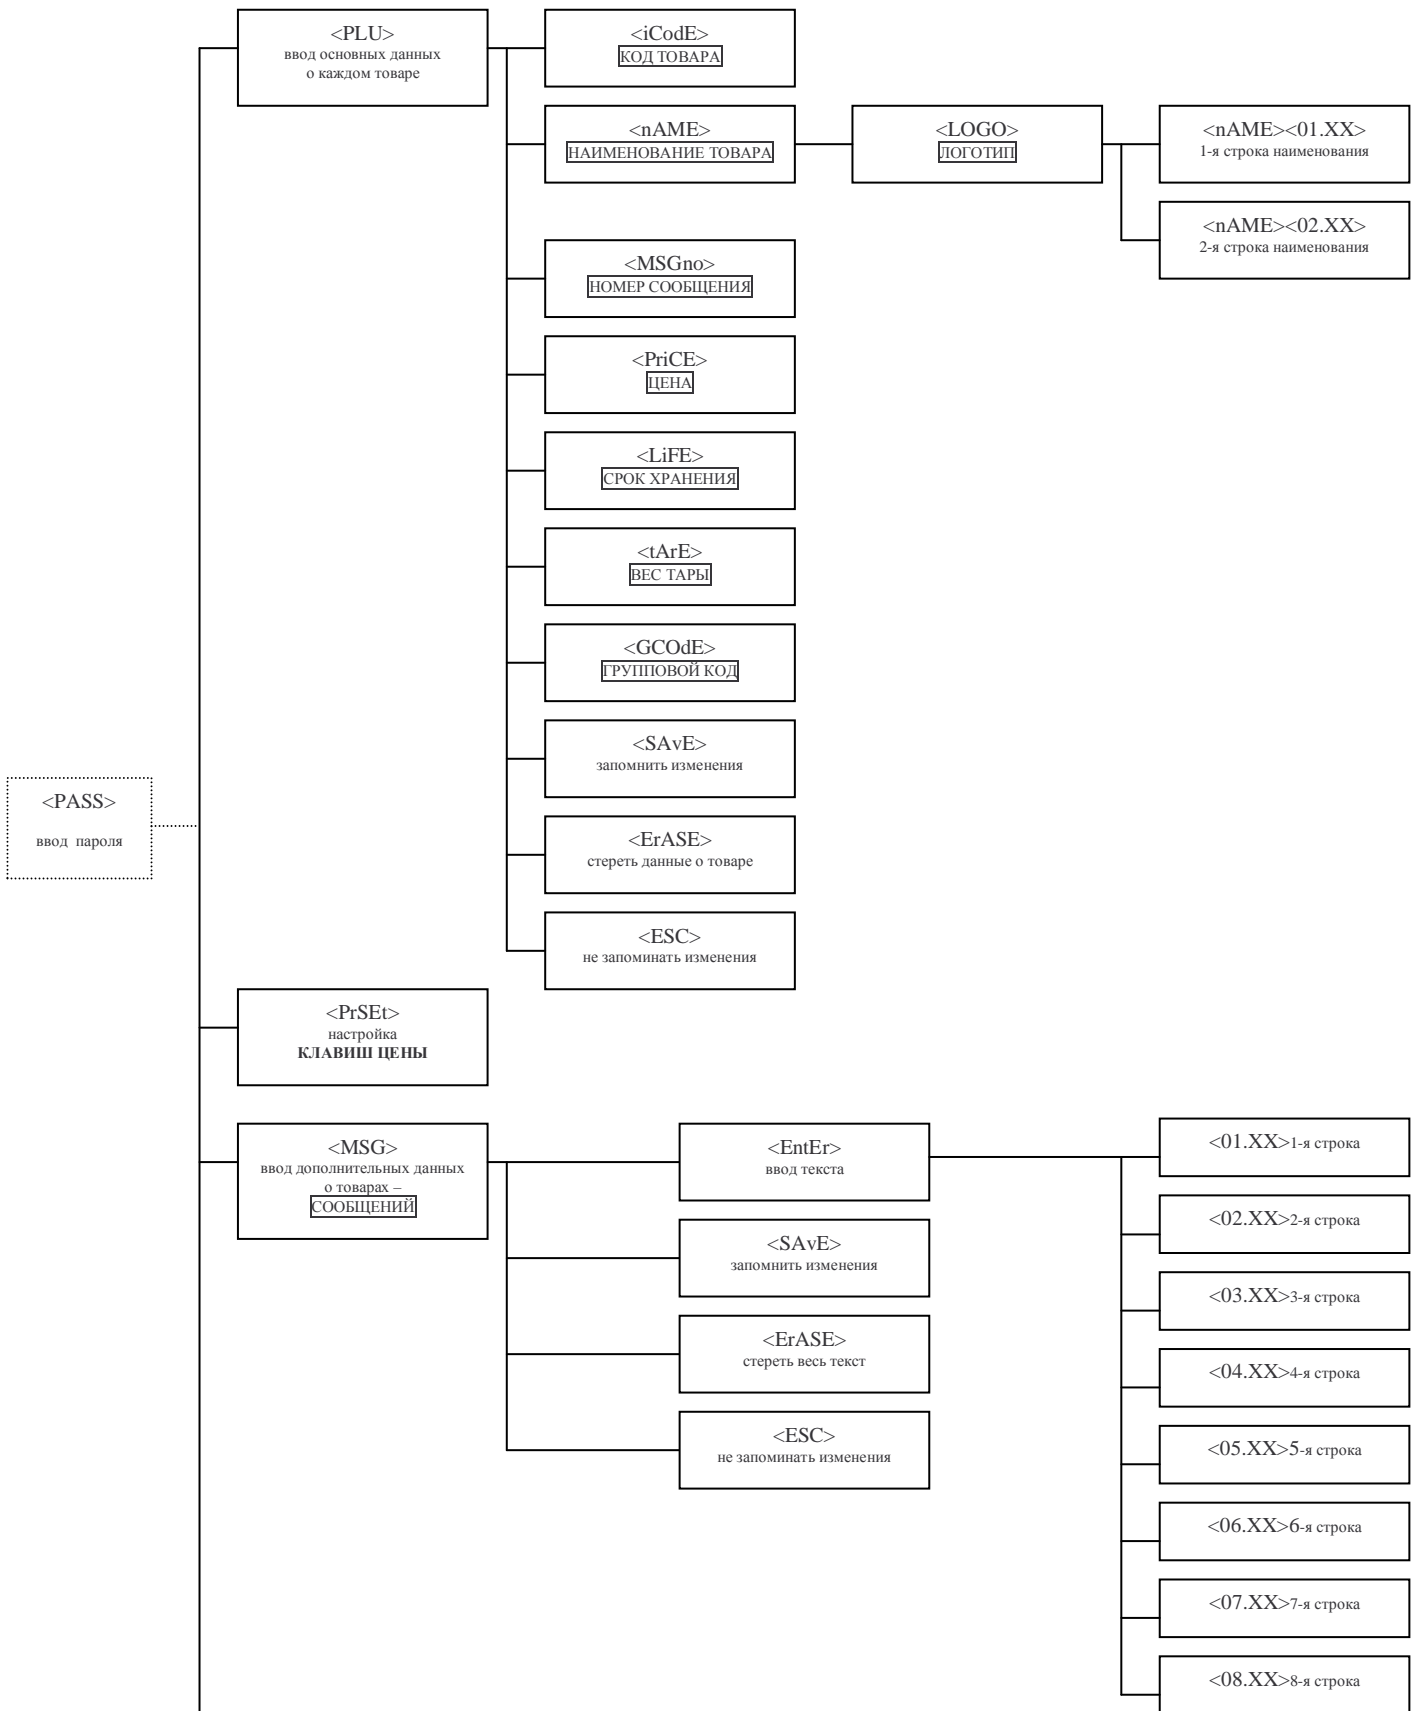 <PLU>
ввод основных данных
о каждом товаре
<iCodE>
КОД ТОВАРА
<nAME>
НАИМЕНОВАНИЕ ТОВАРА
<LOGO>
ЛОГОТИП
<nAME><01.XX>
1-я строка наименования
<nAME><02.XX>
2-я строка наименования
<MSGno>
НОМЕР СООБЩЕНИЯ
<PriCE>
ЦЕНА
<LiFE>
СРОК ХРАНЕНИЯ
<tArE>
ВЕС ТАРЫ
<GCOdE>
ГРУППОВОЙ КОД
<SAvE>
запомнить изменения
<ErASE>
стереть данные о товаре
<ESC>
не запоминать изменения
<PASS>
ввод пароля
<PrSEt>
настройка
КЛАВИШ ЦЕНЫ
<MSG>
ввод дополнительных данных
о товарах –
СООБЩЕНИЙ
<EntEr>
ввод текста
<SAvE>
запомнить изменения
<ErASE>
стереть весь текст
<ESC>
не запоминать изменения
<01.XX>1-я строка
<02.XX>2-я строка
<03.XX>3-я строка
<04.XX>4-я строка
<05.XX>5-я строка
<06.XX>6-я строка
<07.XX>7-я строка
<08.XX>8-я строка